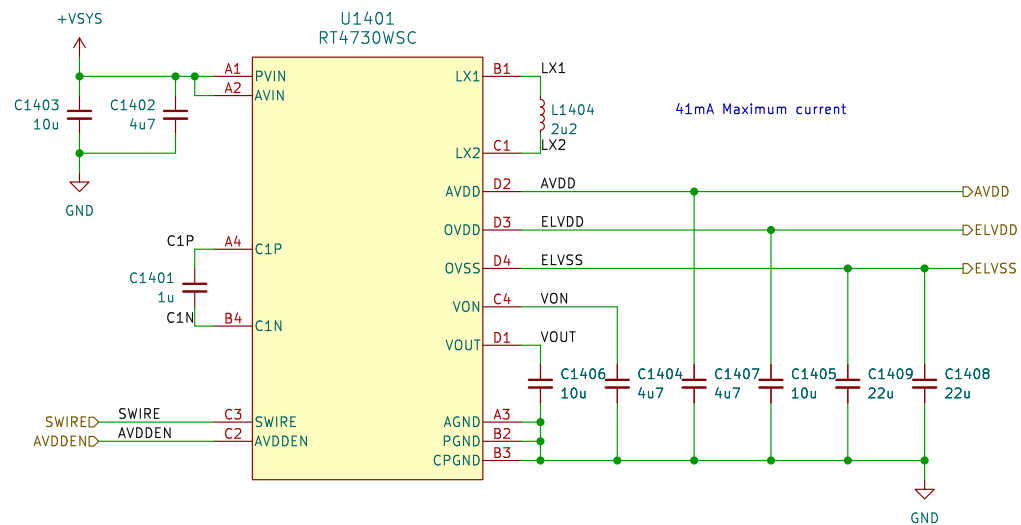 +VSYS
U1401
RT4730WSC
A1 PVIN
A2 AVIN
C1403
10u
C1402
4u7
GND
LX1 B1 LX1
L1404
2u2
41mA Maximum current
LX2 C1 LX2
AVDD D2 AVDD AVDD
OVDD D3 ELVDD ELVDD
OVSS D4 ELVSS ELVSS
C1P A4 C1P
C1401
1u
C1N B4 C1N
VON C4 VON
VOUT D1 VOUT
C1406
10u
C1404
4u7
C1407
4u7
C1405
10u
C1409
22u
C1408
22u
SWIRE SWIRE C3 SWIRE
AVDDEN AVDDEN C2 AVDDEN
AGND A3
PGND B2
CPGND B3
GND